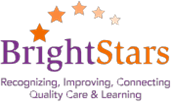 BrightStars
Recognizing, Improving, Connecting
Quality Care & Learning